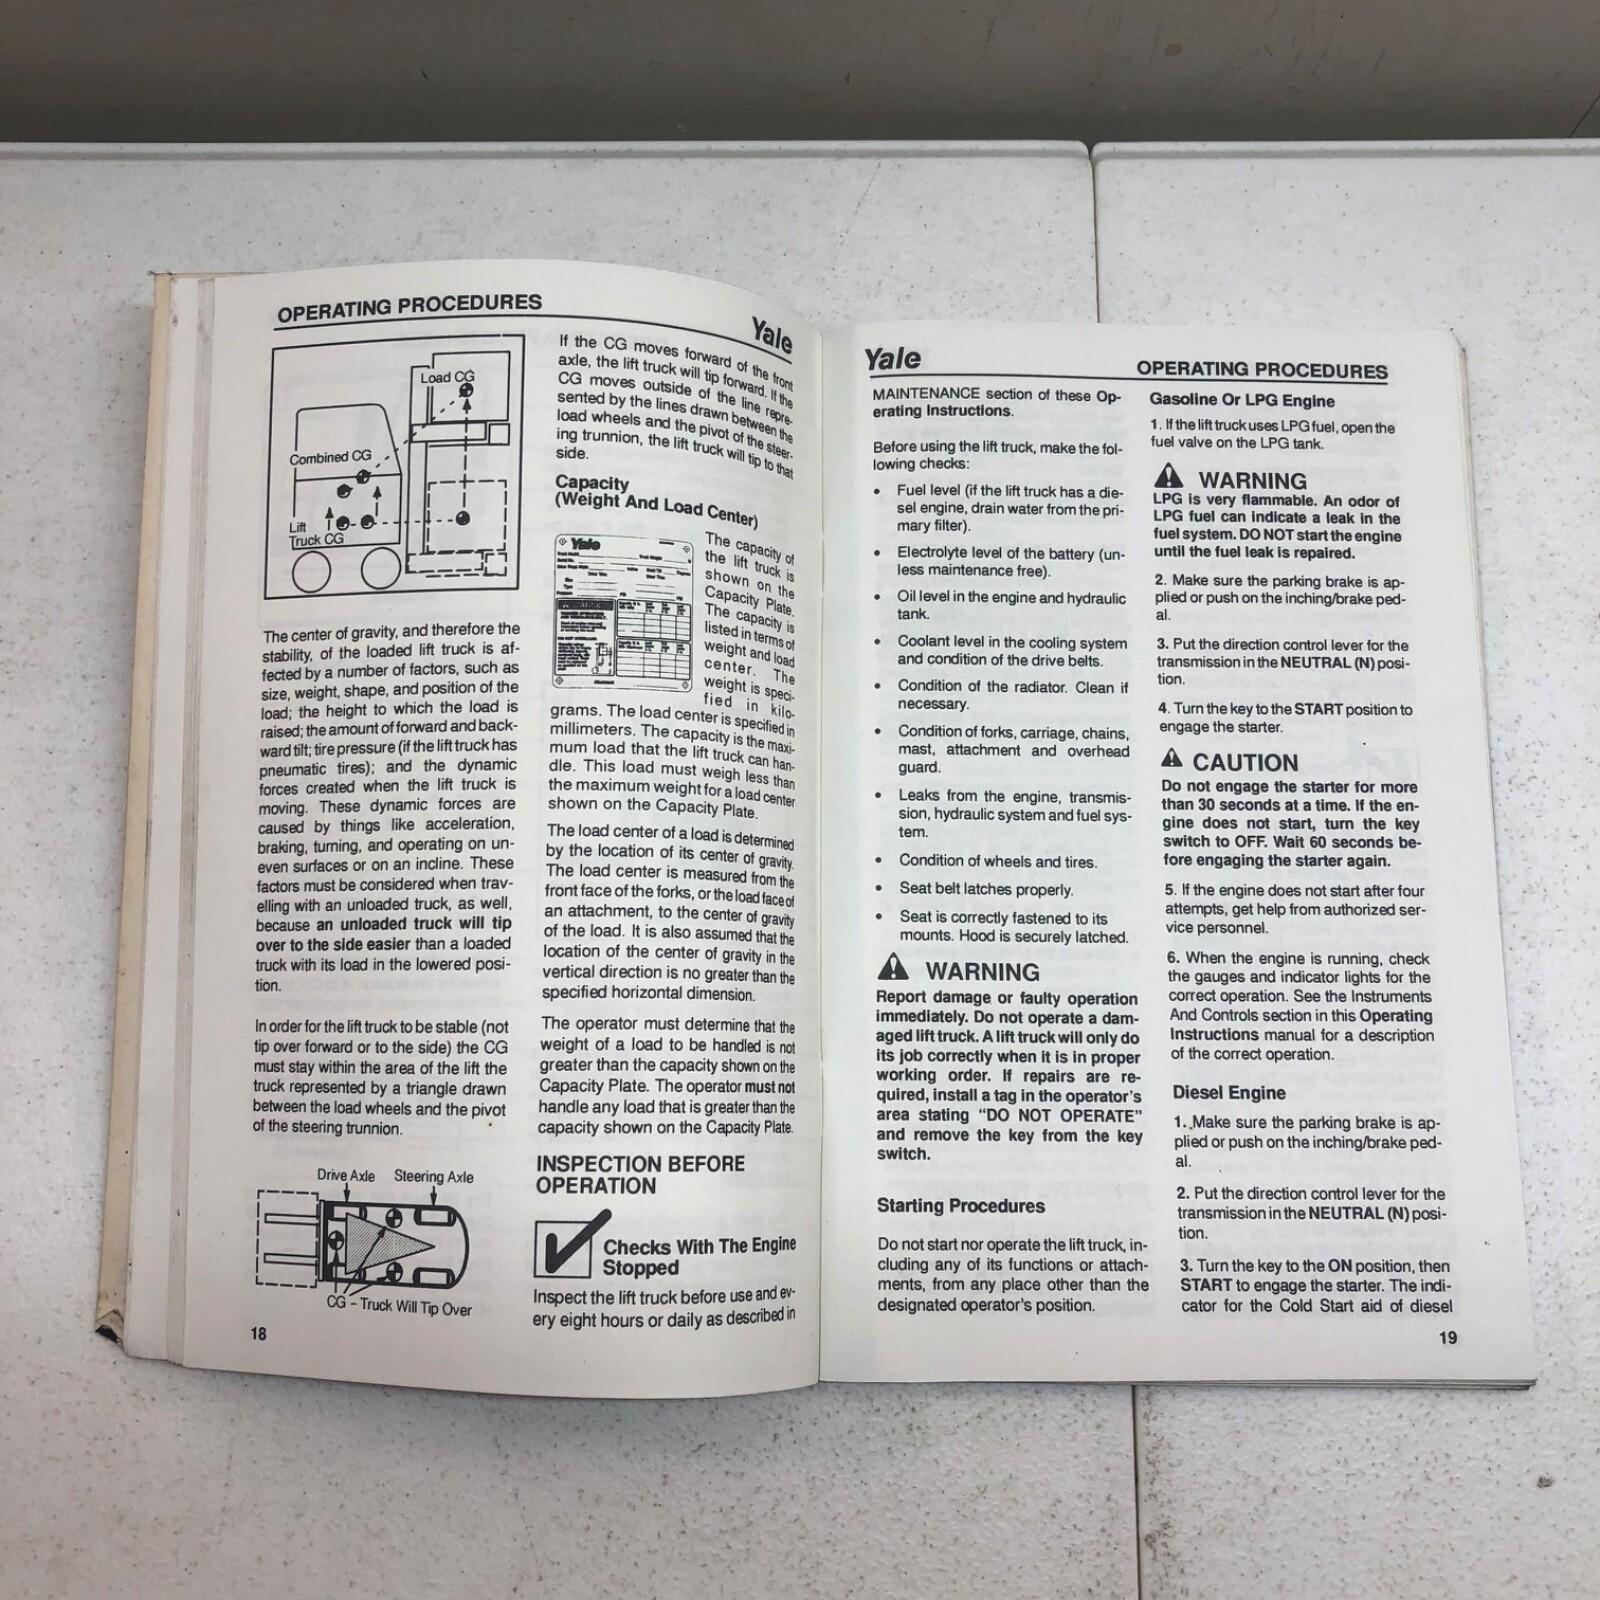 OPERATING PROCEDURES
Yale
Load CG
Combined CG
Lift
Truck CG
The center of gravity, and therefore the
stability, of the loaded lift truck is af-
fected by a number of factors, such as
size, weight, shape, and position of the
load; the height to which the load is
raised; the amount of forward and back-
ward tilt; tire pressure (if the lift truck has
pneumatic tires); and the dynamic
forces created when the lift truck is
moving. These dynamic forces are
caused by things like acceleration,
braking, turning, and operating on un-
even surfaces or on an incline. These
factors must be considered when trav-
elling with an unloaded truck, as well,
because an unloaded truck will tip
over to the side easier than a loaded
truck with its load in the lowered posi-
tion.
In order for the lift truck to be stable (not
tip over forward or to the side) the CG
must stay within the area of the lift the
truck represented by a triangle drawn
between the load wheels and the pivot
of the steering trunnion.
Drive Axle Steering Axle
CG – Truck Will Tip Over
18
If the CG moves forward of the front
axle, the lift truck will tip forward. If the
CG moves outside of the line repre-
sented by the lines drawn between the
load wheels and the pivot of the steer-
ing trunnion, the lift truck will tip to that
side.
Capacity
(Weight And Load Center)
Yale
The capacity of
the lift truck is
shown on the
Capacity Plate.
The capacity is
listed in terms of
weight and load
center. The
weight is speci-
fied in kilo-
grams. The load center is specified in
millimeters. The capacity is the maxi-
mum load that the lift truck can han-
dle. This load must weigh less than
the maximum weight for a load center
shown on the Capacity Plate.
The load center of a load is determined
by the location of its center of gravity.
The load center is measured from the
front face of the forks, or the load face of
an attachment, to the center of gravity
of the load. It is also assumed that the
location of the center of gravity in the
vertical direction is no greater than the
specified horizontal dimension.
The operator must determine that the
weight of a load to be handled is not
greater than the capacity shown on the
Capacity Plate. The operator must not
handle any load that is greater than the
capacity shown on the Capacity Plate.
INSPECTION BEFORE
OPERATION
Checks With The Engine
Stopped
Inspect the lift truck before use and ev-
ery eight hours or daily as described in
Yale
OPERATING PROCEDURES
MAINTENANCE section of these Op-
erating Instructions.
Before using the lift truck, make the fol-
lowing checks:
• Fuel level (if the lift truck has a die-
sel engine, drain water from the pri-
mary filter).
• Electrolyte level of the battery (un-
less maintenance free).
• Oil level in the engine and hydraulic
tank.
• Coolant level in the cooling system
and condition of the drive belts.
• Condition of the radiator. Clean if
necessary.
• Condition of forks, carriage, chains,
mast, attachment and overhead
guard.
• Leaks from the engine, transmis-
sion, hydraulic system and fuel sys-
tem.
• Condition of wheels and tires.
• Seat belt latches properly.
• Seat is correctly fastened to its
mounts. Hood is securely latched.
WARNING
Report damage or faulty operation
immediately. Do not operate a dam-
aged lift truck. A lift truck will only do
its job correctly when it is in proper
working order. If repairs are re-
quired, install a tag in the operator's
area stating "DO NOT OPERATE"
and remove the key from the key
switch.
Starting Procedures
Do not start nor operate the lift truck, in-
cluding any of its functions or attach-
ments, from any place other than the
designated operator's position.
Gasoline Or LPG Engine
1. If the lift truck uses LPG fuel, open the
fuel valve on the LPG tank.
WARNING
LPG is very flammable. An odor of
LPG fuel can indicate a leak in the
fuel system. DO NOT start the engine
until the fuel leak is repaired.
2. Make sure the parking brake is ap-
plied or push on the inching/brake ped-
al.
3. Put the direction control lever for the
transmission in the NEUTRAL (N) posi-
tion.
4. Turn the key to the START position to
engage the starter.
CAUTION
Do not engage the starter for more
than 30 seconds at a time. If the en-
gine does not start, turn the key
switch to OFF. Wait 60 seconds be-
fore engaging the starter again.
5. If the engine does not start after four
attempts, get help from authorized ser-
vice personnel.
6. When the engine is running, check
the gauges and indicator lights for the
correct operation. See the Instruments
And Controls section in this Operating
Instructions manual for a description
of the correct operation.
Diesel Engine
1. Make sure the parking brake is ap-
plied or push on the inching/brake ped-
al.
2. Put the direction control lever for the
transmission in the NEUTRAL (N) posi-
tion.
3. Turn the key to the ON position, then
START to engage the starter. The indi-
cator for the Cold Start aid of diesel
19